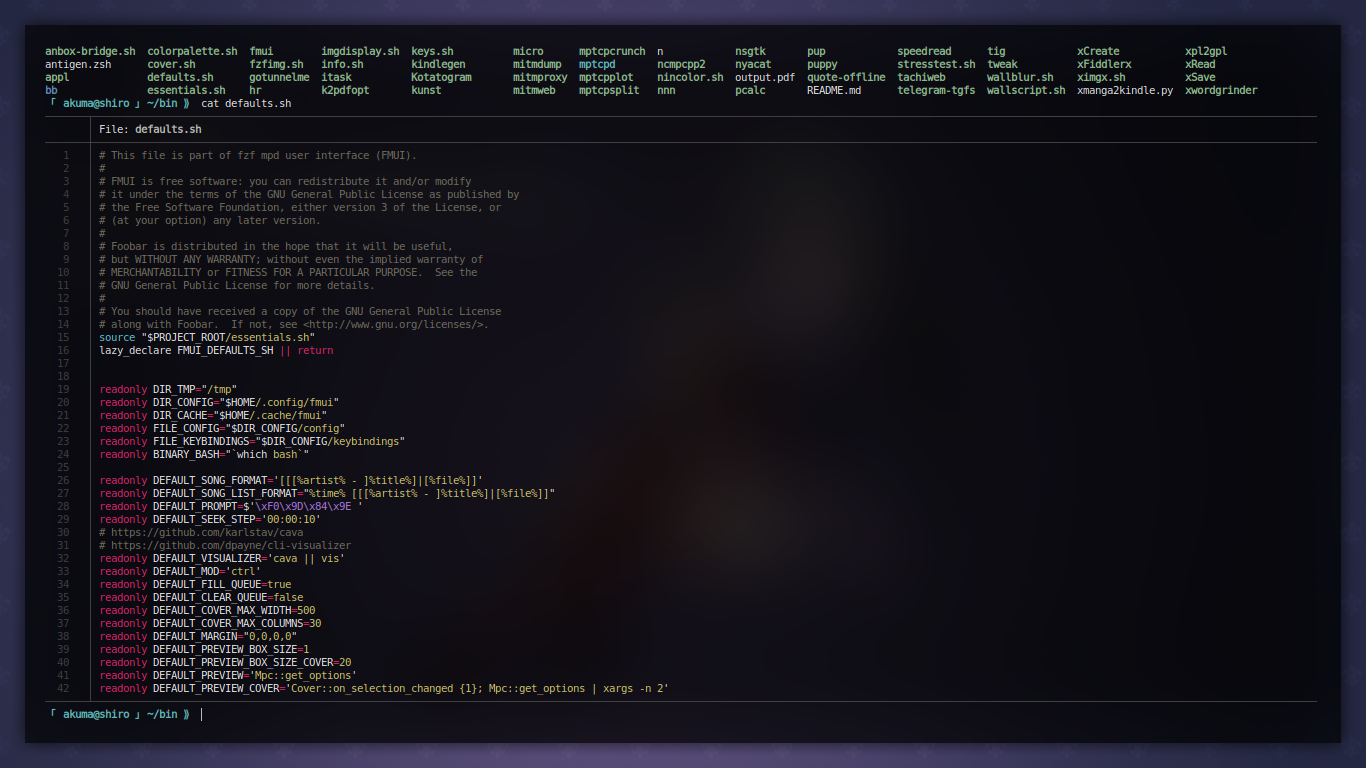 anbox-bridge.sh colorpalette.sh fmui imgdisplay.sh keys.sh micro mptcpcrunch n nsgtk pup speedread tig xCreate xpl2gpl
antigen.zsh cover.sh fzfimg.sh info.sh kindlegen mitmdump mptcpd ncmpcpp2 nyacat puppy stresstest.sh tweak xFiddlerx xRead
appl defaults.sh gotunnelme itask Kotatogram mitmproxy mptcpplot nincolor.sh output.pdf quote-offline tachiweb wallblur.sh ximgx.sh xSave
bb essentials.sh hr k2pdfopt kunst mitmweb mptcpsplit nnn pcalc README.md telegram-tgfs wallscript.sh xmanga2kindle.py xwordgrinder
「 akuma@shiro 」 ~/bin ⟫ cat defaults.sh
File: defaults.sh
1 # This file is part of fzf mpd user interface (FMUI).
2 #
3 # FMUI is free software: you can redistribute it and/or modify
4 # it under the terms of the GNU General Public License as published by
5 # the Free Software Foundation, either version 3 of the License, or
6 # (at your option) any later version.
7 #
8 # Foobar is distributed in the hope that it will be useful,
9 # but WITHOUT ANY WARRANTY; without even the implied warranty of
10 # MERCHANTABILITY or FITNESS FOR A PARTICULAR PURPOSE.  See the
11 # GNU General Public License for more details.
12 #
13 # You should have received a copy of the GNU General Public License
14 # along with Foobar.  If not, see <http://www.gnu.org/licenses/>.
15 source "$PROJECT_ROOT/essentials.sh"
16 lazy_declare FMUI_DEFAULTS_SH || return
17
18
19 readonly DIR_TMP="/tmp"
20 readonly DIR_CONFIG="$HOME/.config/fmui"
21 readonly DIR_CACHE="$HOME/.cache/fmui"
22 readonly FILE_CONFIG="$DIR_CONFIG/config"
23 readonly FILE_KEYBINDINGS="$DIR_CONFIG/keybindings"
24 readonly BINARY_BASH="`which bash`"
25
26 readonly DEFAULT_SONG_FORMAT='[[[%artist% - ]%title%]|[%file%]]'
27 readonly DEFAULT_SONG_LIST_FORMAT="%time% [[[%artist% - ]%title%]|[%file%]]"
28 readonly DEFAULT_PROMPT=$'\xF0\x9D\x84\x9E '
29 readonly DEFAULT_SEEK_STEP='00:00:10'
30 # https://github.com/karlstav/cava
31 # https://github.com/dpayne/cli-visualizer
32 readonly DEFAULT_VISUALIZER='cava || vis'
33 readonly DEFAULT_MOD='ctrl'
34 readonly DEFAULT_FILL_QUEUE=true
35 readonly DEFAULT_CLEAR_QUEUE=false
36 readonly DEFAULT_COVER_MAX_WIDTH=500
37 readonly DEFAULT_COVER_MAX_COLUMNS=30
38 readonly DEFAULT_MARGIN="0,0,0,0"
39 readonly DEFAULT_PREVIEW_BOX_SIZE=1
40 readonly DEFAULT_PREVIEW_BOX_SIZE_COVER=20
41 readonly DEFAULT_PREVIEW='Mpc::get_options'
42 readonly DEFAULT_PREVIEW_COVER='Cover::on_selection_changed {1}; Mpc::get_options | xargs -n 2'
「 akuma@shiro 」 ~/bin ⟫